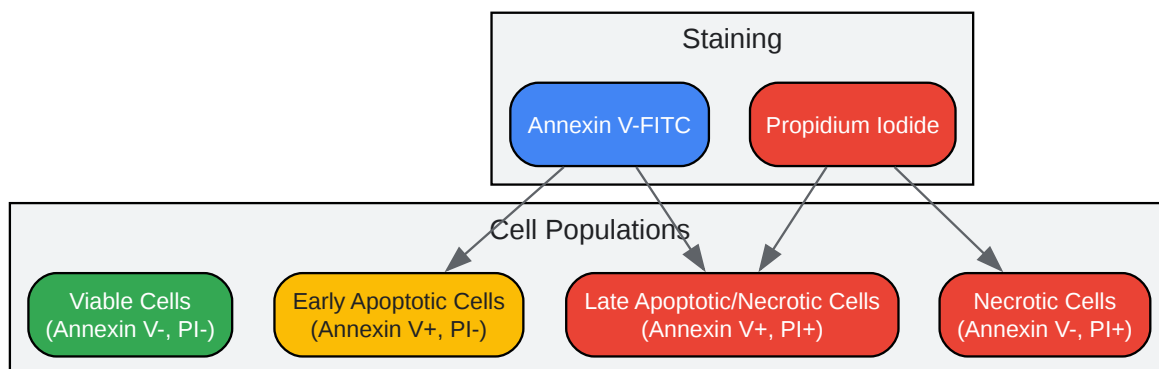 Staining
Annexin V-FITC
Propidium Iodide
Cell Populations
Viable Cells
(Annexin V-, PI-)
Early Apoptotic Cells
(Annexin V+, PI-)
Late Apoptotic/Necrotic Cells
(Annexin V+, PI+)
Necrotic Cells
(Annexin V-, PI+)